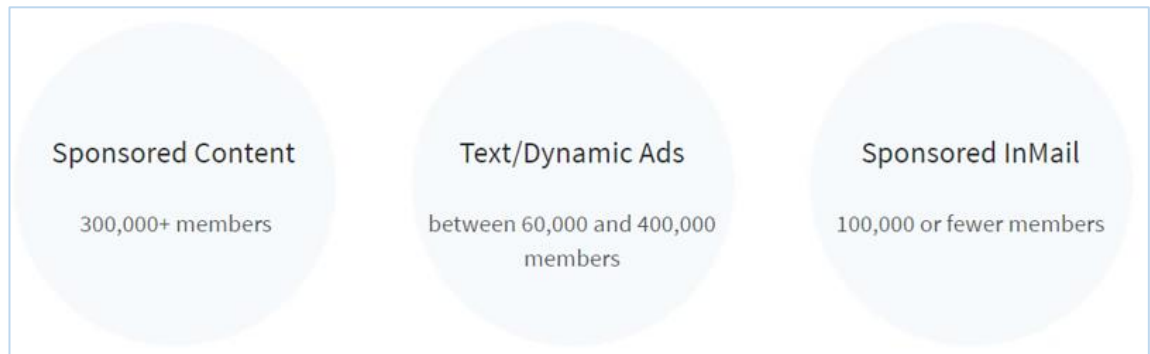 Sponsored Content
300,000+ members
Text/Dynamic Ads
between 60,000 and 400,000
members
Sponsored InMail
100,000 or fewer members